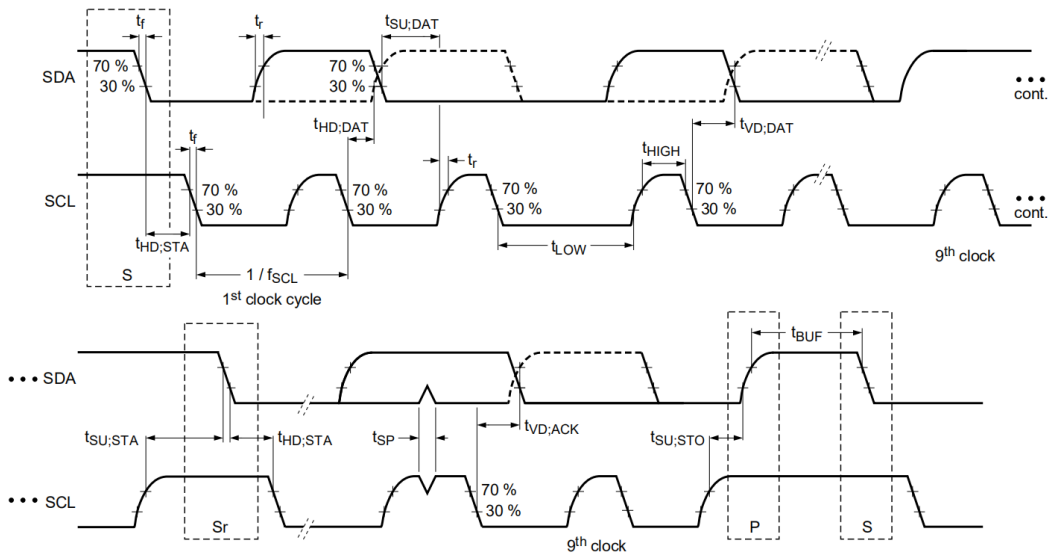 tf
tr
tSU;DAT
70 %
30 %
70 %
30 %
SDA
••• cont.
tHD;DAT
tVD;DAT
tf
tr
tHIGH
70 %
30 %
70 %
30 %
70 %
30 %
70 %
30 %
SCL
••• cont.
tHD;STA
tLOW
S
1 / fSCL
1st clock cycle
9th clock
tBUF
••• SDA
tSU;STA
tHD;STA
tSP
tVD;ACK
tSU;STO
70 %
30 %
••• SCL
Sr
9th clock
P
S